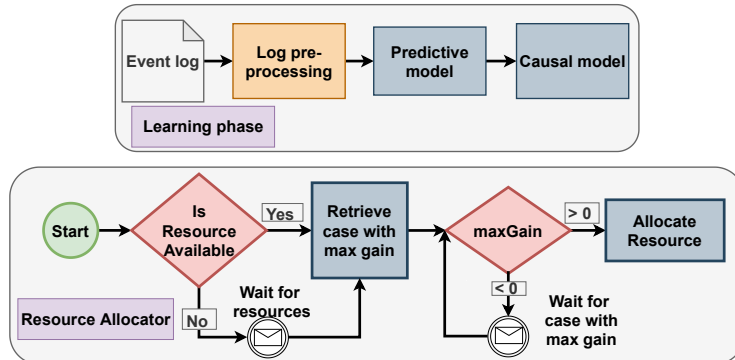 Event log
Log pre-
processing
Predictive
model
Causal model
Learning phase
Start
Is
Resource
Available
Yes
Retrieve
case with
max gain
maxGain
> 0
Allocate
Resource
< 0
No
Wait for
resources
Wait for
case with
max gain
Resource Allocator